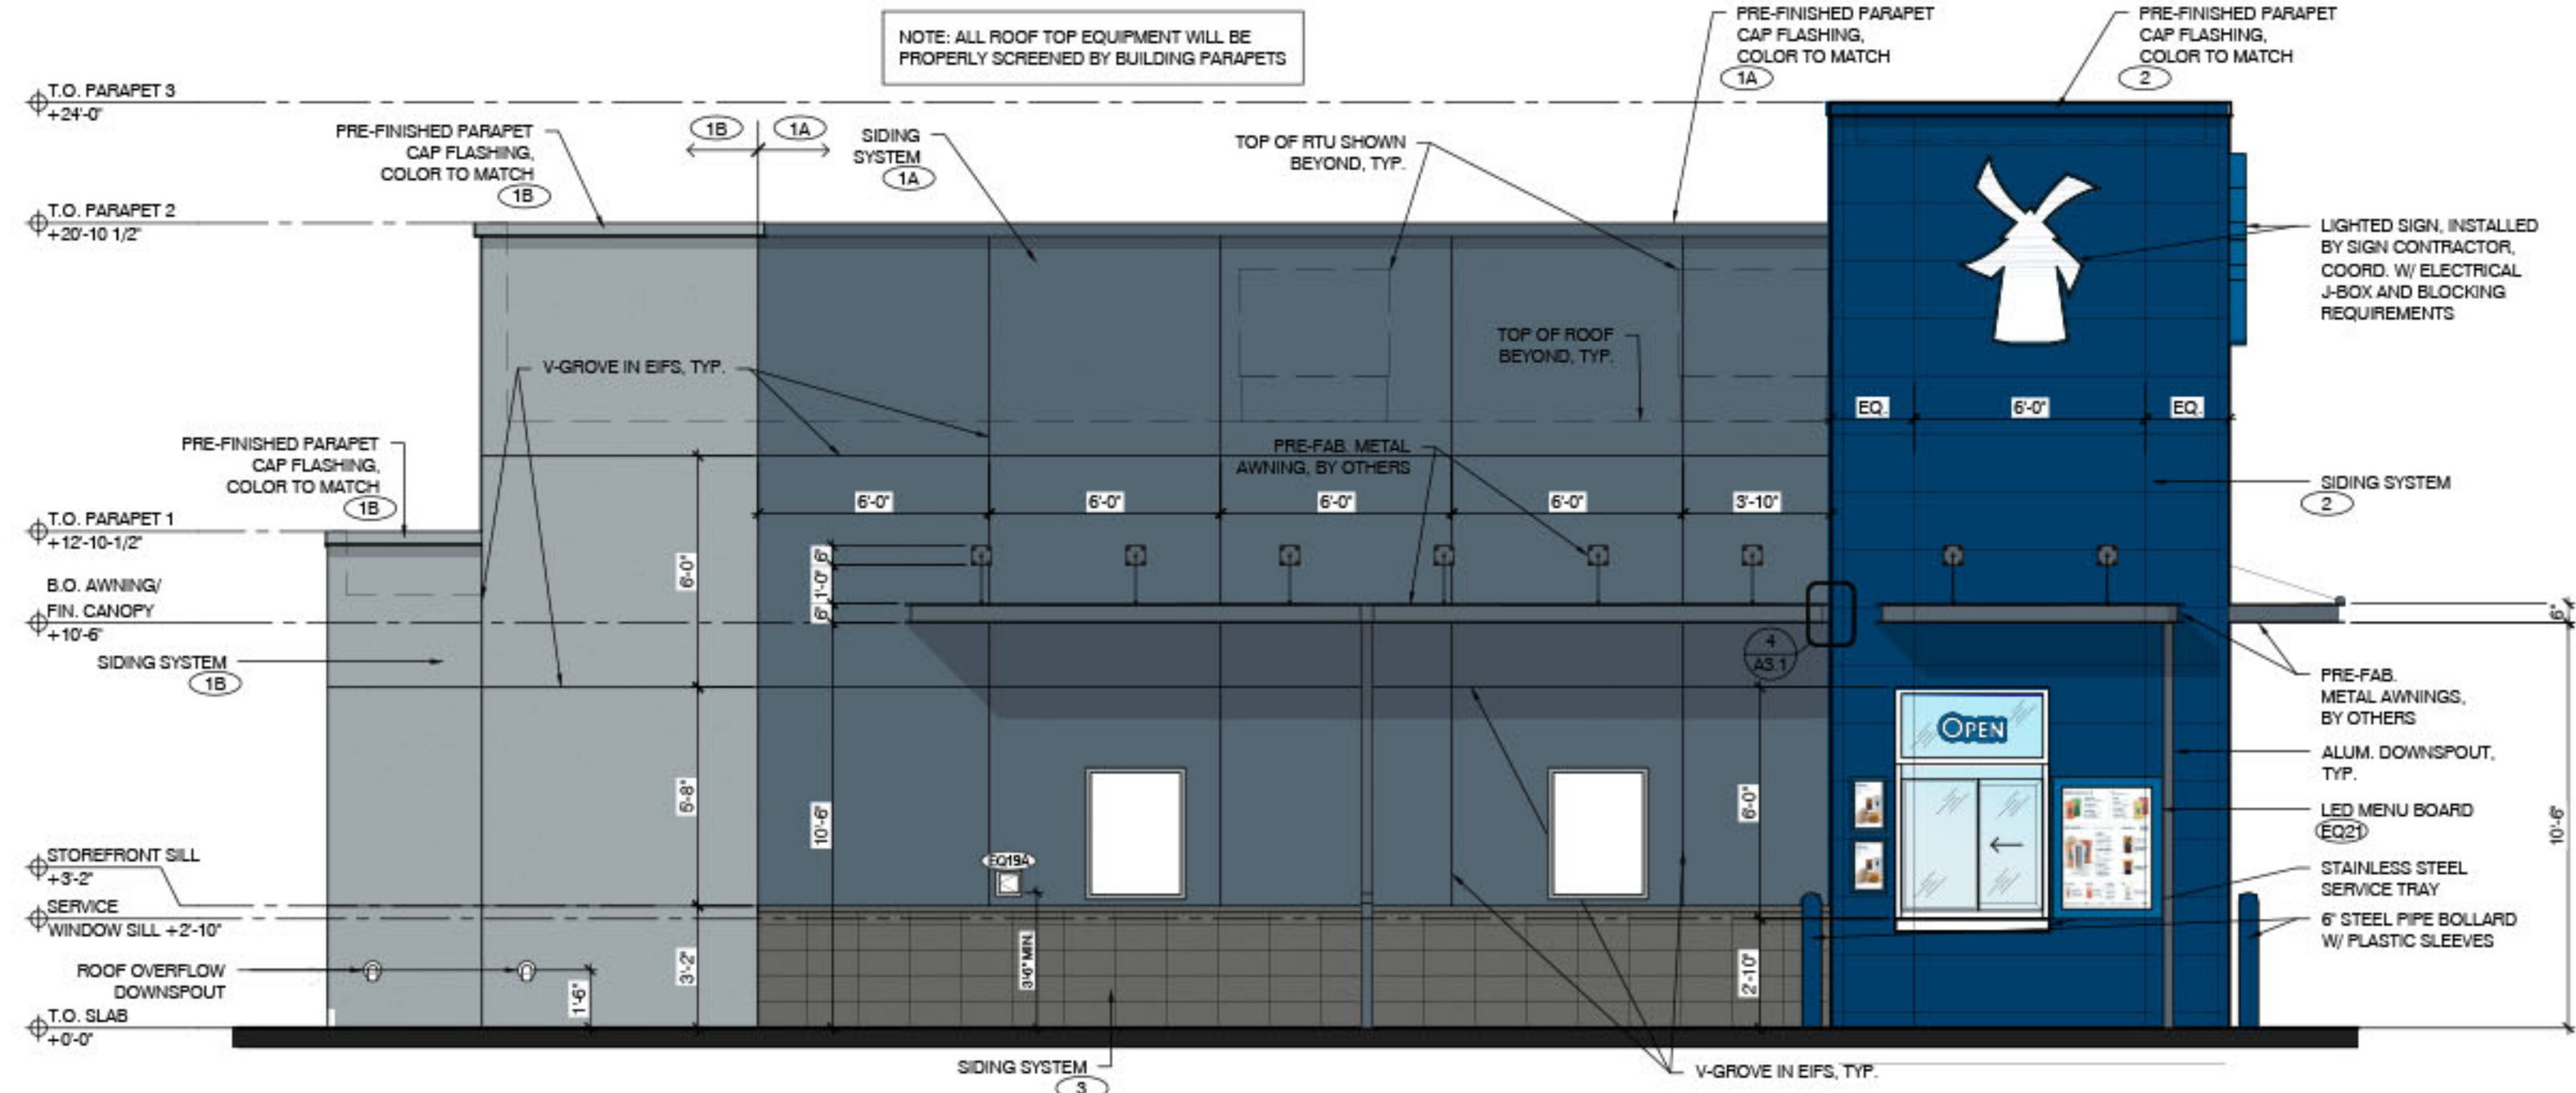 NOTE: ALL ROOF TOP EQUIPMENT WILL BE
PROPERLY SCREENED BY BUILDING PARAPETS
PRE-FINISHED PARAPET
CAP FLASHING,
COLOR TO MATCH
1A
PRE-FINISHED PARAPET
CAP FLASHING,
COLOR TO MATCH
2
T.O. PARAPET 3
+24'-0"
PRE-FINISHED PARAPET
CAP FLASHING,
COLOR TO MATCH
1B
1B
1A
SIDING
SYSTEM
1A
TOP OF RTU SHOWN
BEYOND, TYP.
T.O. PARAPET 2
+20'-10 1/2"
LIGHTED SIGN, INSTALLED
BY SIGN CONTRACTOR,
COORD. W/ ELECTRICAL
J-BOX AND BLOCKING
REQUIREMENTS
V-GROVE IN EIFS, TYP.
TOP OF ROOF
BEYOND, TYP.
EQ.
6'-0"
EQ.
PRE-FINISHED PARAPET
CAP FLASHING,
COLOR TO MATCH
1B
PRE-FAB. METAL
AWNING, BY OTHERS
SIDING SYSTEM
2
6'-0"
6'-0"
6'-0"
6'-0"
3'-10"
T.O. PARAPET 1
+12'-10-1/2"
B.O. AWNING/
FIN. CANOPY
+10'-6"
6'-0"
6"
1'-0"
6"
6"
4
A3.1
SIDING SYSTEM
1B
PRE-FAB.
METAL AWNINGS,
BY OTHERS
OPEN
ALUM. DOWNSPOUT,
TYP.
5'-8"
10'-6"
6'-0"
LED MENU BOARD
EQ21
10'-6"
STOREFRONT SILL
+3'-2"
EQ19A
STAINLESS STEEL
SERVICE TRAY
SERVICE
WINDOW SILL +2'-10"
6" STEEL PIPE BOLLARD
W/ PLASTIC SLEEVES
ROOF OVERFLOW
DOWNSPOUT
1'-6"
3'-2"
3'-6" MIN.
2'-10"
T.O. SLAB
+0'-0"
SIDING SYSTEM
3
V-GROVE IN EIFS, TYP.